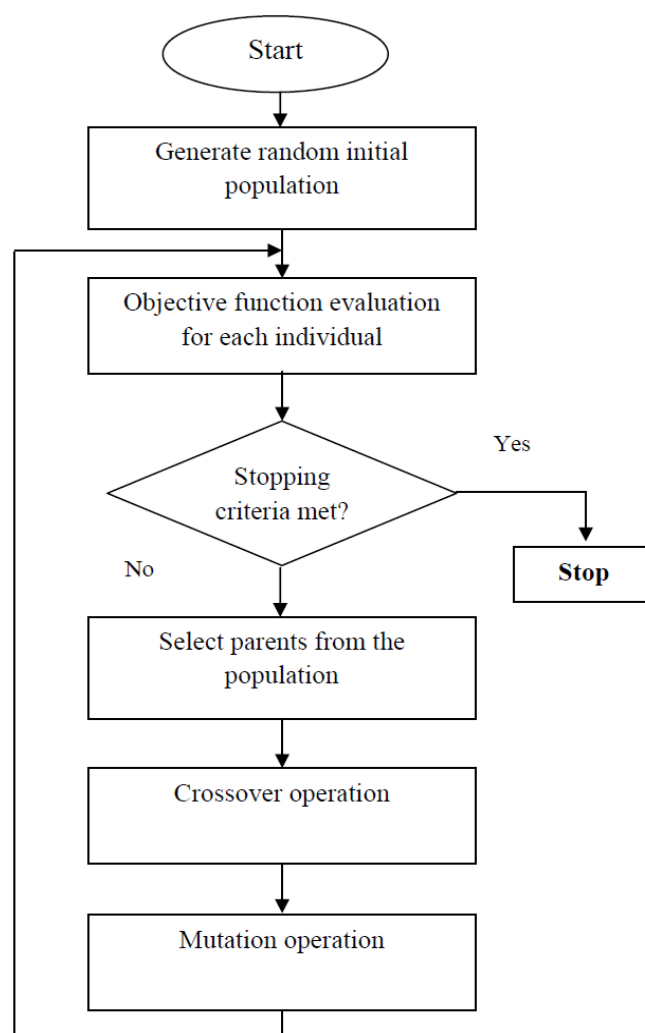 Start
Generate random initial
population
Objective function evaluation
for each individual
Yes
Stopping
criteria met?
No
Stop
Select parents from the
population
Crossover operation
Mutation operation